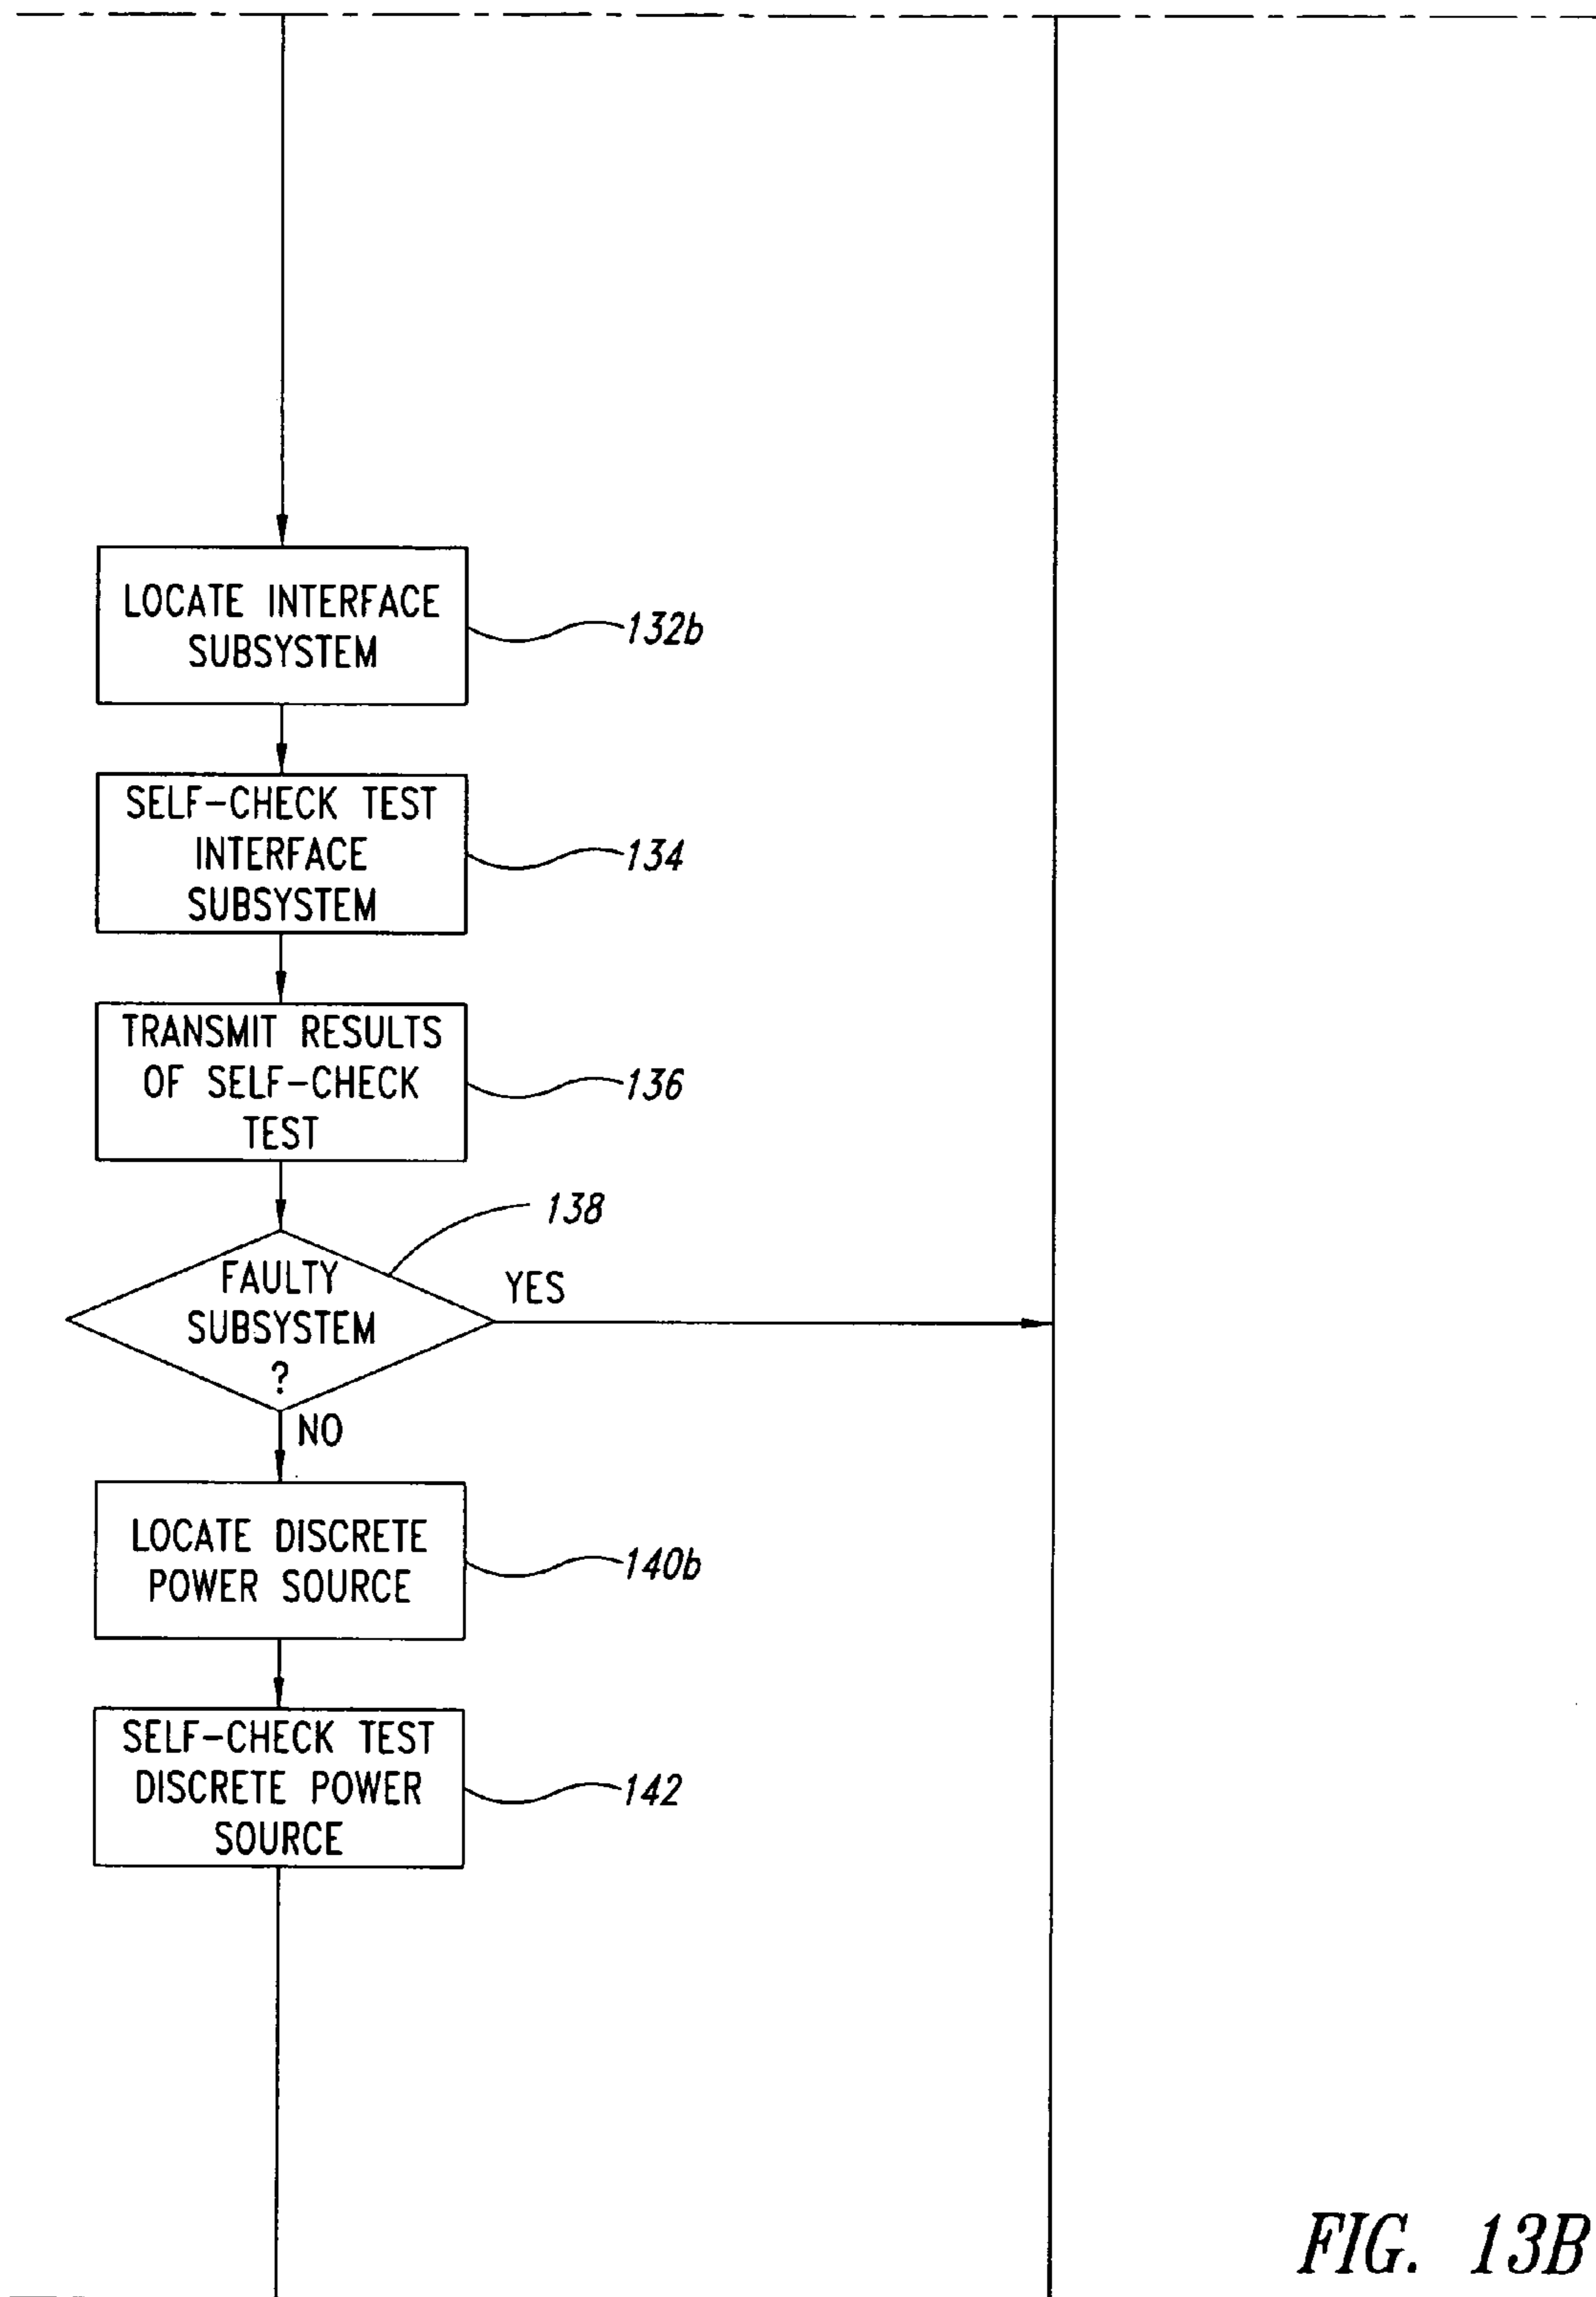 LOCATE INTERFACE
SUBSYSTEM
132b
SELF-CHECK TEST
INTERFACE
SUBSYSTEM
134
TRANSMIT RESULTS
OF SELF-CHECK
TEST
136
138
FAULTY
SUBSYSTEM
?
YES
NO
LOCATE DISCRETE
POWER SOURCE
140b
SELF-CHECK TEST
DISCRETE POWER
SOURCE
142
FIG. 13B